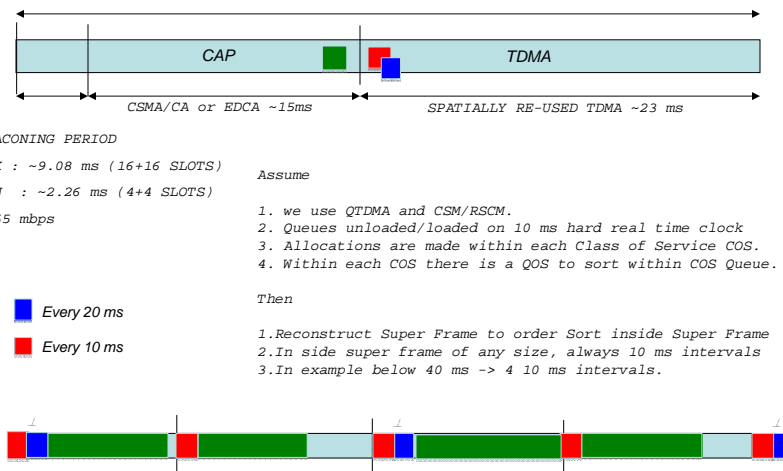 CAP
TDMA
CSMA/CA or EDCA ~15ms
SPATIALLY RE-USED TDMA ~23 ms
ACONING PERIOD
: ~9.08 ms (16+16 SLOTS)
: ~2.26 ms (4+4 SLOTS)
5 mbps
Assume
1. we use QTDMA and CSM/RSCM.
2. Queues unloaded/loaded on 10 ms hard real time clock
3. Allocations are made within each Class of Service COS.
4. Within each COS there is a QOS to sort within COS Queue.
Then
1.Reconstruct Super Frame to order Sort inside Super Frame
2.In side super frame of any size, always 10 ms intervals
3.In example below 40 ms -> 4 10 ms intervals.
Every 20 ms
Every 10 ms